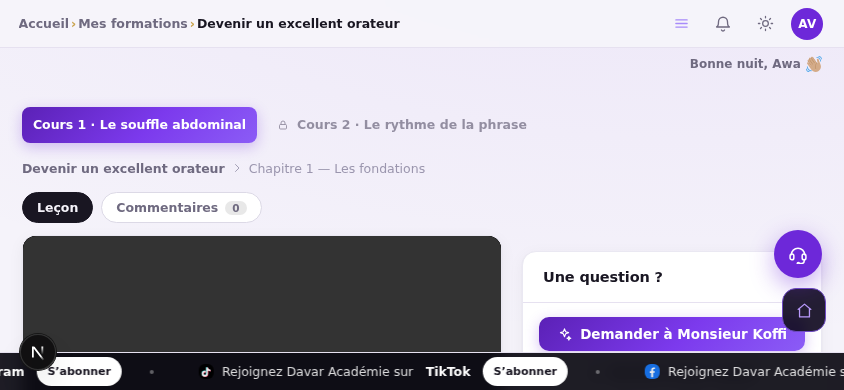 Accueil › Mes formations › Devenir un excellent orateur
AV
Bonne nuit, Awa
Cours 1 · Le souffle abdominal
Cours 2 · Le rythme de la phrase
Devenir un excellent orateur
Chapitre 1 — Les fondations
Leçon
Commentaires 0
Une question ?
Demander à Monsieur Koffi
N
ram S’abonner • Rejoignez Davar Académie sur TikTok S’abonner • Rejoignez Davar Académie s